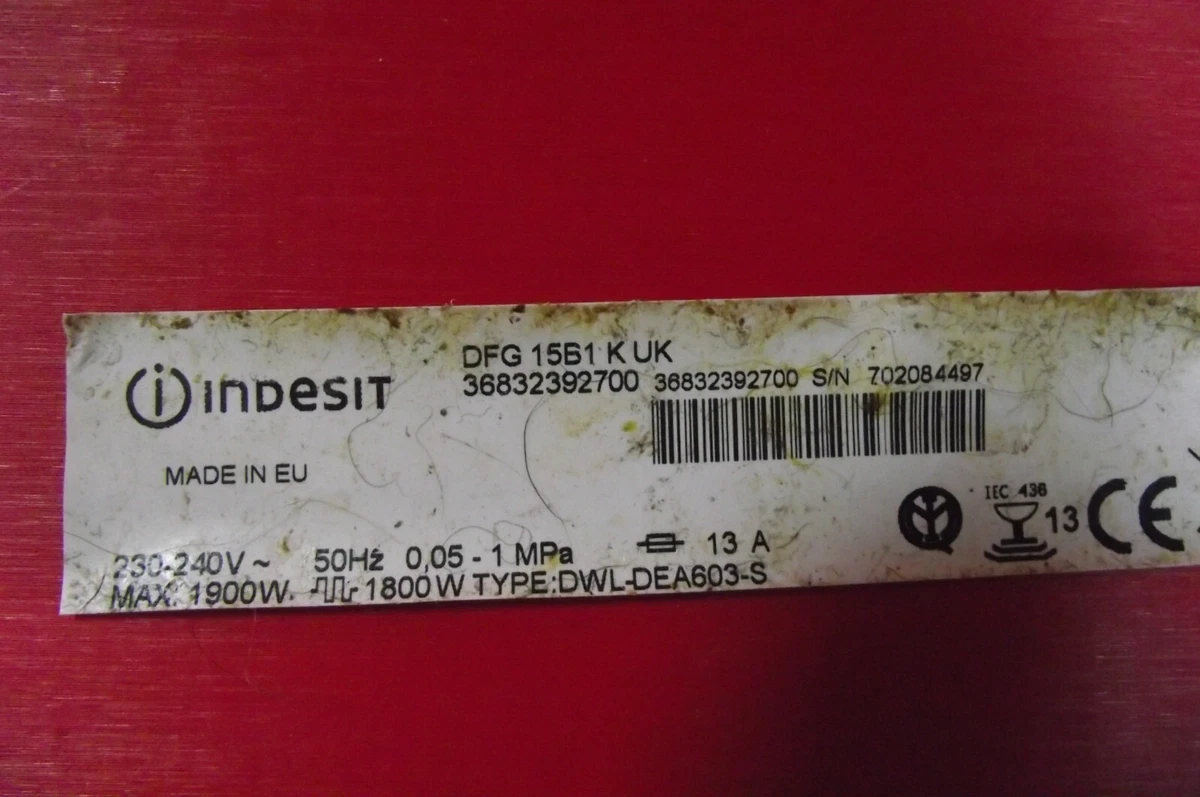 DFG 15B1 K UK
36832392700 36832392700 S/N 702084497
INDESIT
MADE IN EU
IEC 436
13
CE
230-240V ~ 50Hz 0,05 - 1 MPa 13 A
MAX. 1900W. 1800W TYPE:DWL-DEA603-S